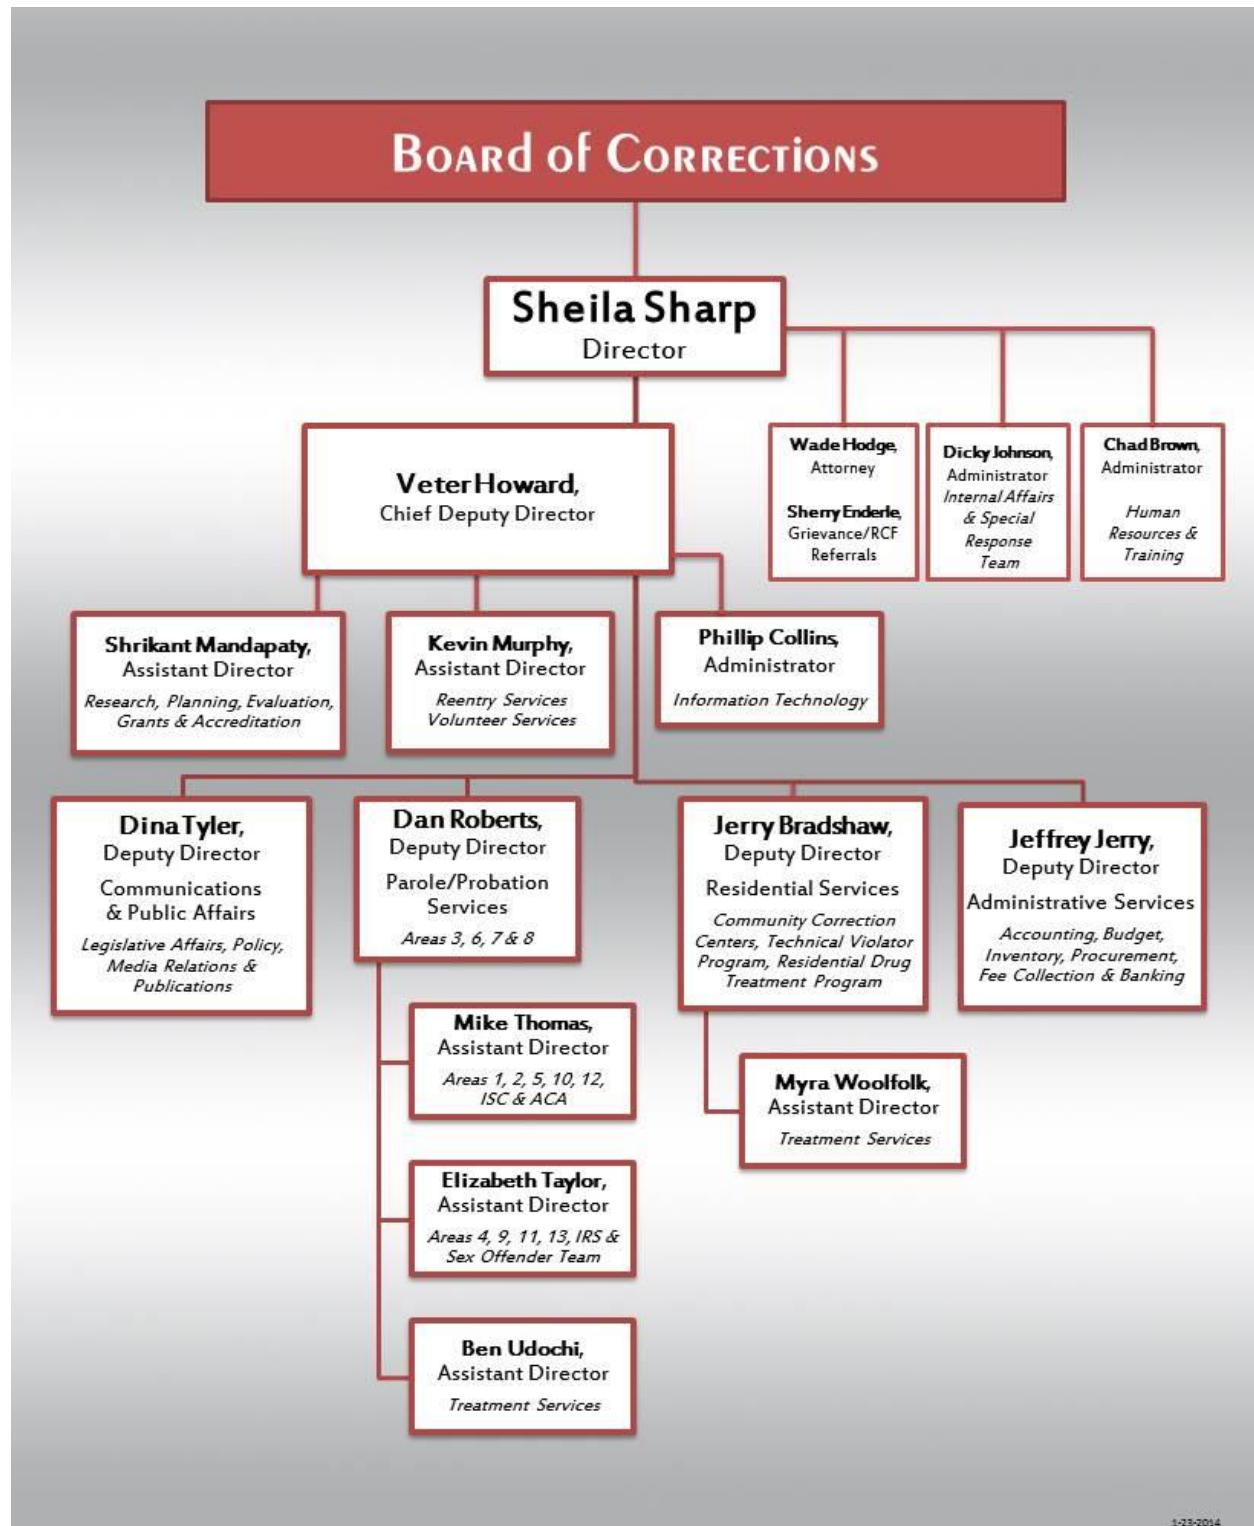 Board of Corrections
Sheila Sharp
Director
Veter Howard,
Chief Deputy Director
Wade Hodge,
Attorney
Sherry Enderle,
Grievance/RCF
Referrals
Dicky Johnson,
Administrator
Internal Affairs
& Special
Response
Team
Chad Brown,
Administrator
Human
Resources &
Training
Shrikant Mandapaty,
Assistant Director
Research, Planning, Evaluation,
Grants & Accreditation
Kevin Murphy,
Assistant Director
Reentry Services
Volunteer Services
Phillip Collins,
Administrator
Information Technology
Dina Tyler,
Deputy Director
Communications
& Public Affairs
Legislative Affairs, Policy,
Media Relations &
Publications
Dan Roberts,
Deputy Director
Parole/Probation
Services
Areas 3, 6, 7 & 8
Jerry Bradshaw,
Deputy Director
Residential Services
Community Correction
Centers, Technical Violator
Program, Residential Drug
Treatment Program
Jeffrey Jerry,
Deputy Director
Administrative Services
Accounting, Budget,
Inventory, Procurement,
Fee Collection & Banking
Mike Thomas,
Assistant Director
Areas 1, 2, 5, 10, 12,
ISC & ACA
Myra Woolfolk,
Assistant Director
Treatment Services
Elizabeth Taylor,
Assistant Director
Areas 4, 9, 11, 13, IRS &
Sex Offender Team
Ben Udochi,
Assistant Director
Treatment Services
1-23-2014